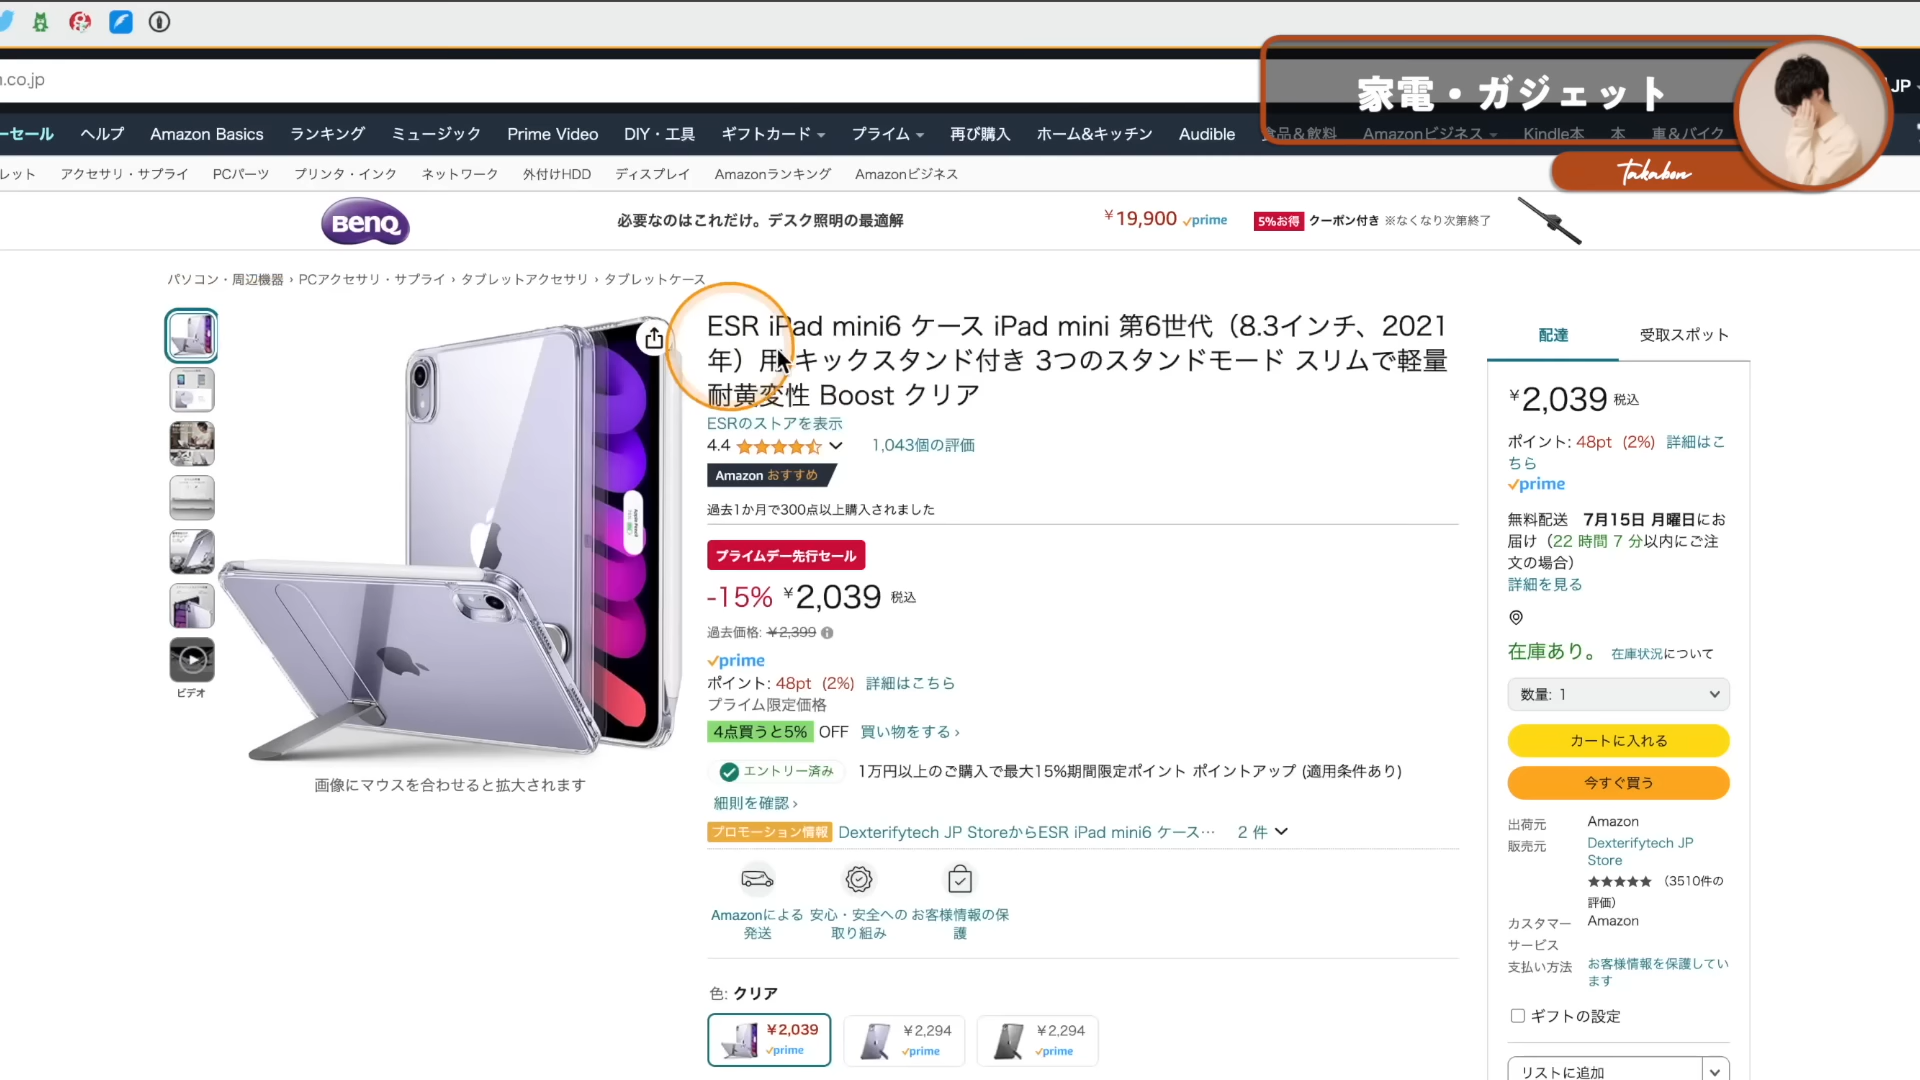 .co.jp
家電・ガジェット
JP
Takabon
ーセール ヘルプ Amazon Basics ランキング ミュージック Prime Video DIY・工具 ギフトカード プライム 再び購入 ホーム&キッチン Audible 食品&飲料 Amazonビジネス Kindle本 本 車&バイク
レット アクセサリ・サプライ PCパーツ プリンタ・インク ネットワーク 外付けHDD ディスプレイ Amazonランキング Amazonビジネス
BenQ 必要なのはこれだけ。デスク照明の最適解 ¥19,900 prime 5%お得 クーポン付き ※なくなり次第終了
パソコン・周辺機器 › PCアクセサリ・サプライ › タブレットアクセサリ › タブレットケース
ESR iPad mini6 ケース iPad mini 第6世代（8.3インチ、2021
年）用 キックスタンド付き 3つのスタンドモード スリムで軽量
耐黄変性 Boost クリア
ESRのストアを表示
4.4 1,043個の評価
Amazon おすすめ
過去1か月で300点以上購入されました
プライムデー先行セール
-15% ¥2,039 税込
過去価格: ¥2,399
prime
ポイント: 48pt (2%) 詳細はこちら
プライム限定価格
4点買うと5% OFF 買い物をする ›
エントリー済み 1万円以上のご購入で最大15%期間限定ポイント ポイントアップ (適用条件あり)
細則を確認 ›
プロモーション情報 Dexterifytech JP StoreからESR iPad mini6 ケース… 2 件
Amazonによる
発送
安心・安全への
取り組み
お客様情報の保
護
色: クリア
¥2,039
prime
¥2,294
prime
¥2,294
prime
ビデオ
画像にマウスを合わせると拡大されます
配達 受取スポット
¥2,039 税込
ポイント: 48pt (2%) 詳細はこ
ちら
prime
無料配送 7月15日 月曜日にお
届け（22 時間 7 分以内にご注
文の場合）
詳細を見る
在庫あり。 在庫状況について
数量: 1
カートに入れる
今すぐ買う
出荷元 Amazon
販売元 Dexterifytech JP
Store
★★★★★ （3510件の
評価）
カスタマー
サービス
Amazon
支払い方法 お客様情報を保護してい
ます
ギフトの設定
リストに追加